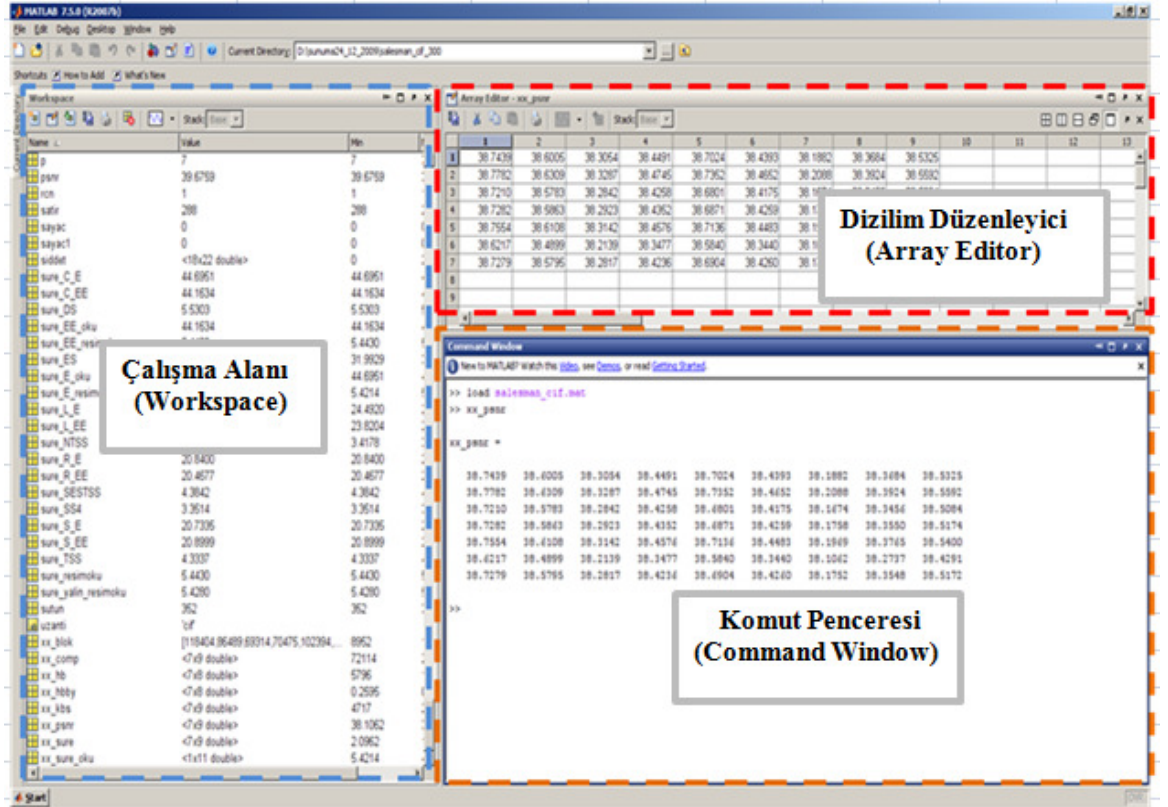 MATLAB 7.5.0 (R2007b)
File Edit Debug Desktop Window Help
Current Directory: D:\sunuma24_12_2009\salesman_cif_300
Shortcuts How to Add What's New
Workspace
Stack: Base
Name Value Min
p 7 7
psnr 39.6759 39.6759
rcn 1 1
satir 288 288
sayac 0 0
sayac1 0 0
siddet <18x22 double> 0
sure_C_E 44.6951 44.6951
sure_C_EE 44.1634 44.1634
sure_DS 5.5303 5.5303
sure_EE_oku 44.1634 44.1634
5.4430
sure_ES 31.9929
sure_E_oku 44.6951
5.4214
sure_L_E 24.4920
sure_L_EE 23.8204
sure_NTSS 3.4178
sure_R_E 20.8400 20.8400
sure_R_EE 20.4677 20.4677
sure_SESTSS 4.3842 4.3842
sure_SS4 3.3514 3.3514
sure_S_E 20.7335 20.7335
sure_S_EE 20.8999 20.8999
sure_TSS 4.3337 4.3337
sure_resimoku 5.4430 5.4430
sure_yalin_resimoku 5.4280 5.4280
sutun 352 352
uzanti 'cif'
xx_blok [118404,86489,69314,70475,102394,... 8952
xx_comp <7x9 double> 72114
xx_hb <7x8 double> 5796
xx_hbby <7x8 double> 0.2595
xx_kbs <7x9 double> 4717
xx_psnr <7x9 double> 38.1062
xx_sure <7x9 double> 2.0962
xx_sure_oku <1x11 double> 5.4214
Çalışma Alanı
(Workspace)
Array Editor - xx_psnr
Stack: Base
1 2 3 4 5 6 7 8 9 10 11 12 13
1 38.7439 38.6005 38.3054 38.4491 38.7024 38.4393 38.1882 38.3684 38.5325
2 38.7782 38.6309 38.3287 38.4745 38.7352 38.4652 38.2088 38.3924 38.5592
3 38.7210 38.5783 38.2842 38.4258 38.6801 38.4175
4 38.7282 38.5863 38.2923 38.4352 38.6871 38.4259
5 38.7554 38.6108 38.3142 38.4576 38.7136 38.4483
6 38.6217 38.4899 38.2139 38.3477 38.5840 38.3440
7 38.7279 38.5795 38.2817 38.4236 38.6904 38.4260
8
9
Dizilim Düzenleyici
(Array Editor)
Command Window
New to MATLAB? Watch this Video, see Demos, or read Getting Started.
>> load salesman_cif.mat
>> xx_psnr
xx_psnr =
38.7439 38.6005 38.3054 38.4491 38.7024 38.4393 38.1882 38.3684 38.5325
38.7782 38.6309 38.3287 38.4745 38.7352 38.4652 38.2088 38.3924 38.5592
38.7210 38.5783 38.2842 38.4258 38.6801 38.4175 38.1674 38.3456 38.5084
38.7282 38.5863 38.2923 38.4352 38.6871 38.4259 38.1758 38.3550 38.5174
38.7554 38.6108 38.3142 38.4576 38.7136 38.4483 38.1969 38.3765 38.5400
38.6217 38.4899 38.2139 38.3477 38.5840 38.3440 38.1062 38.2737 38.4291
38.7279 38.5795 38.2817 38.4236 38.6904 38.4260 38.1752 38.3548 38.5172
>>
Komut Penceresi
(Command Window)
Start